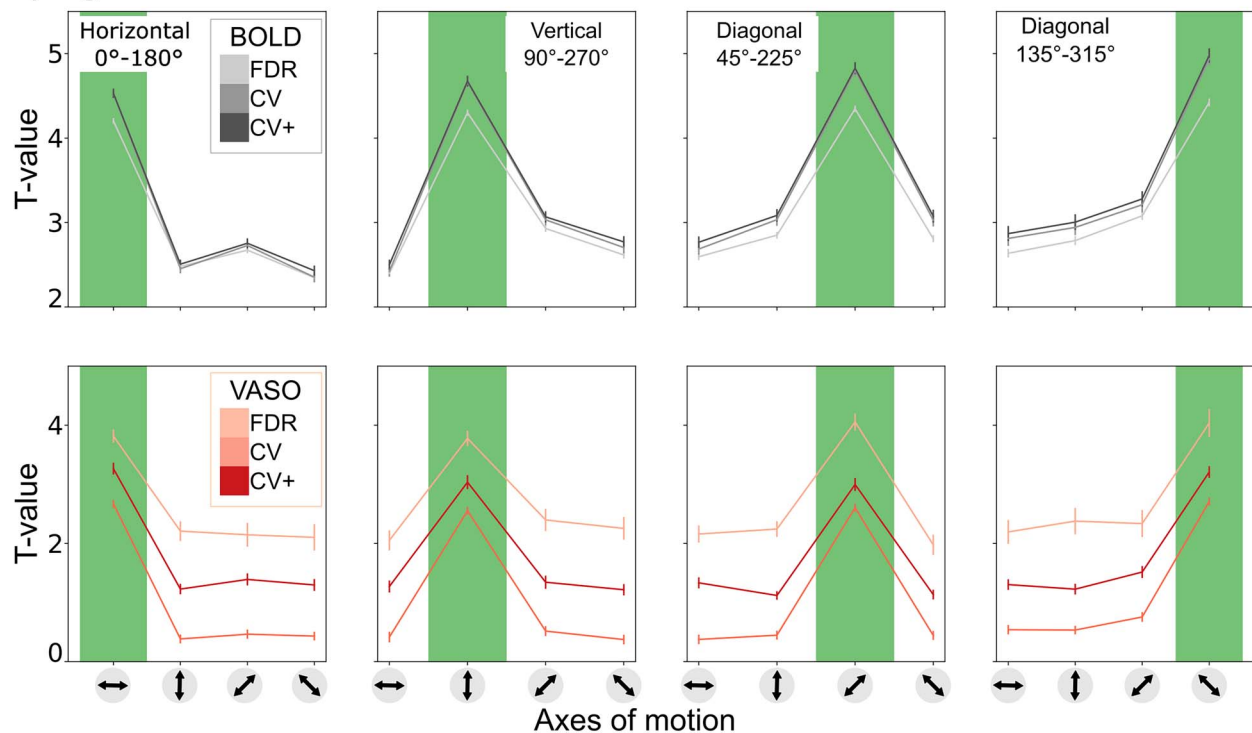 Horizontal
0°-180°
BOLD
FDR
CV
CV+
Vertical
90°-270°
Diagonal
45°-225°
Diagonal
135°-315°
T-value
5
4
3
2
VASO
FDR
CV
CV+
T-value
4
2
0
Axes of motion